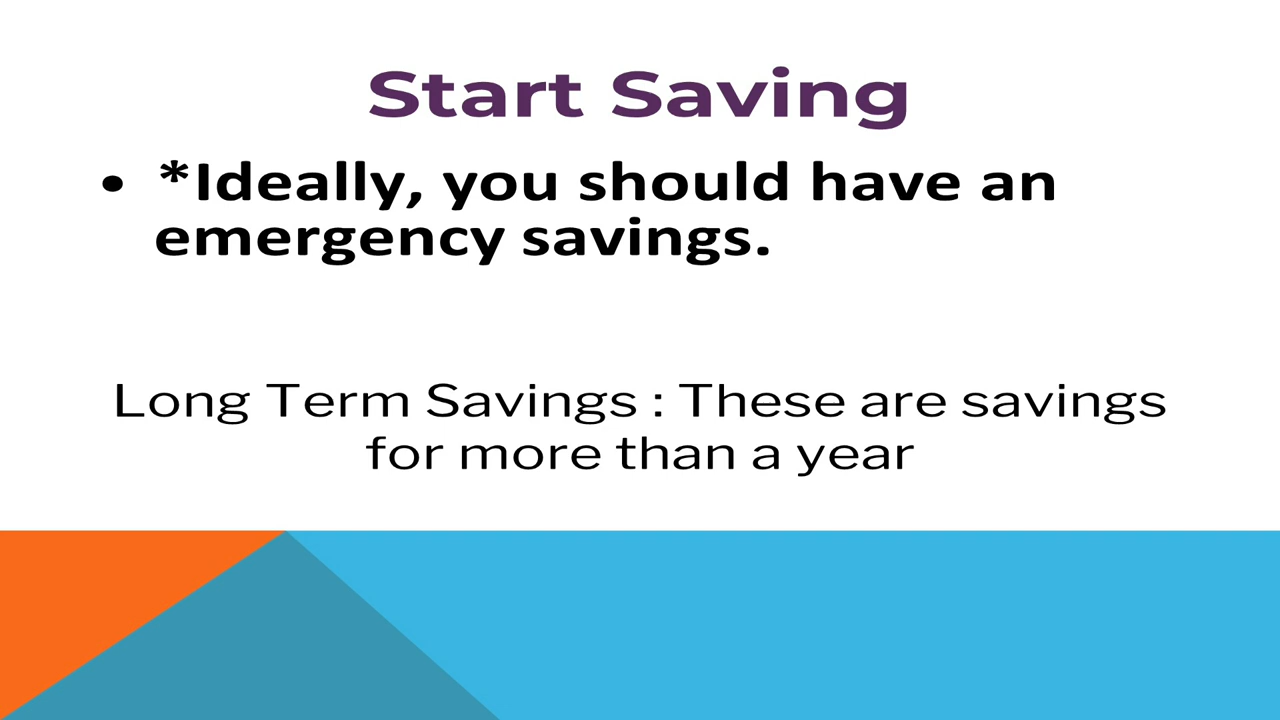 Start Saving
• *Ideally, you should have an
emergency savings.
Long Term Savings : These are savings
for more than a year